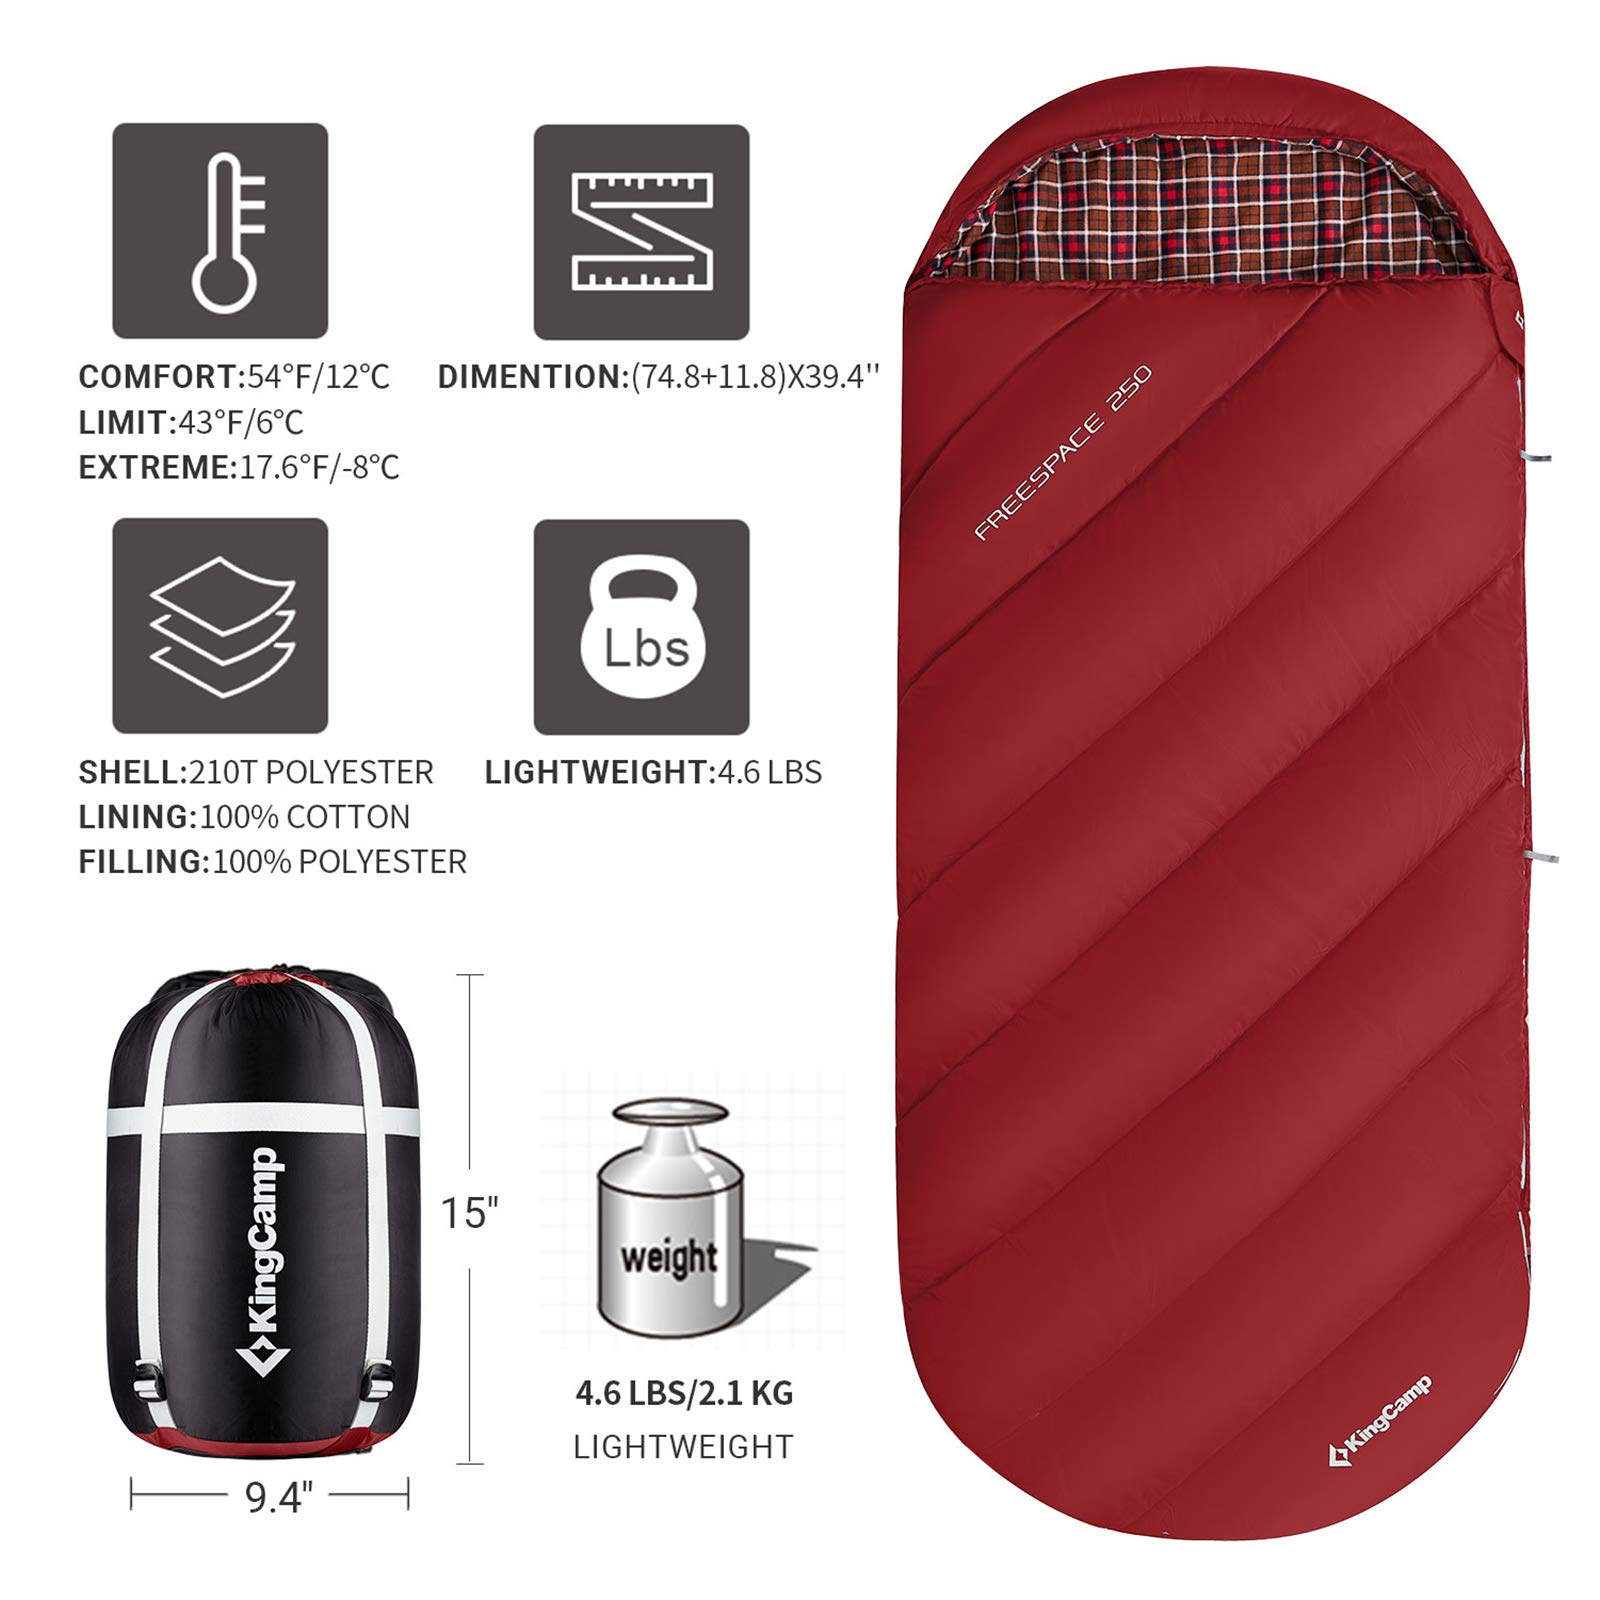 COMFORT:54°F/12°C
LIMIT:43°F/6°C
EXTREME:17.6°F/-8°C
DIMENTION:(74.8+11.8)X39.4''
Lbs
SHELL:210T POLYESTER
LINING:100% COTTON
FILLING:100% POLYESTER
LIGHTWEIGHT:4.6 LBS
KingCamp
15"
9.4"
weight
4.6 LBS/2.1 KG
LIGHTWEIGHT
FREESPACE 250
KingCamp